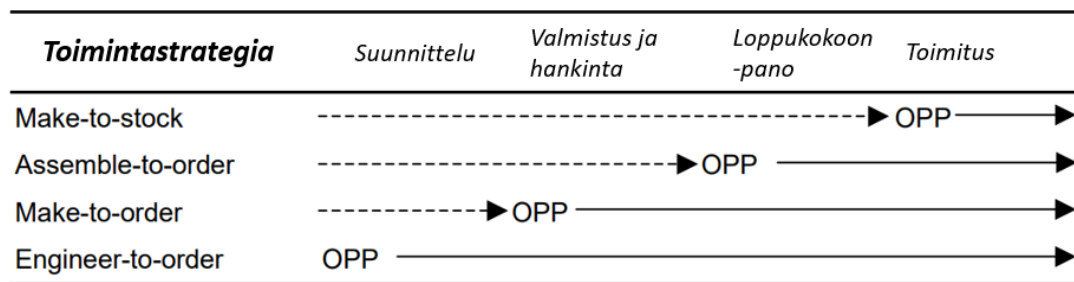 Toimintastrategia Suunnittelu Valmistus ja hankinta Loppukokoon -pano Toimitus
Make-to-stock OPP
Assemble-to-order OPP
Make-to-order OPP
Engineer-to-order OPP